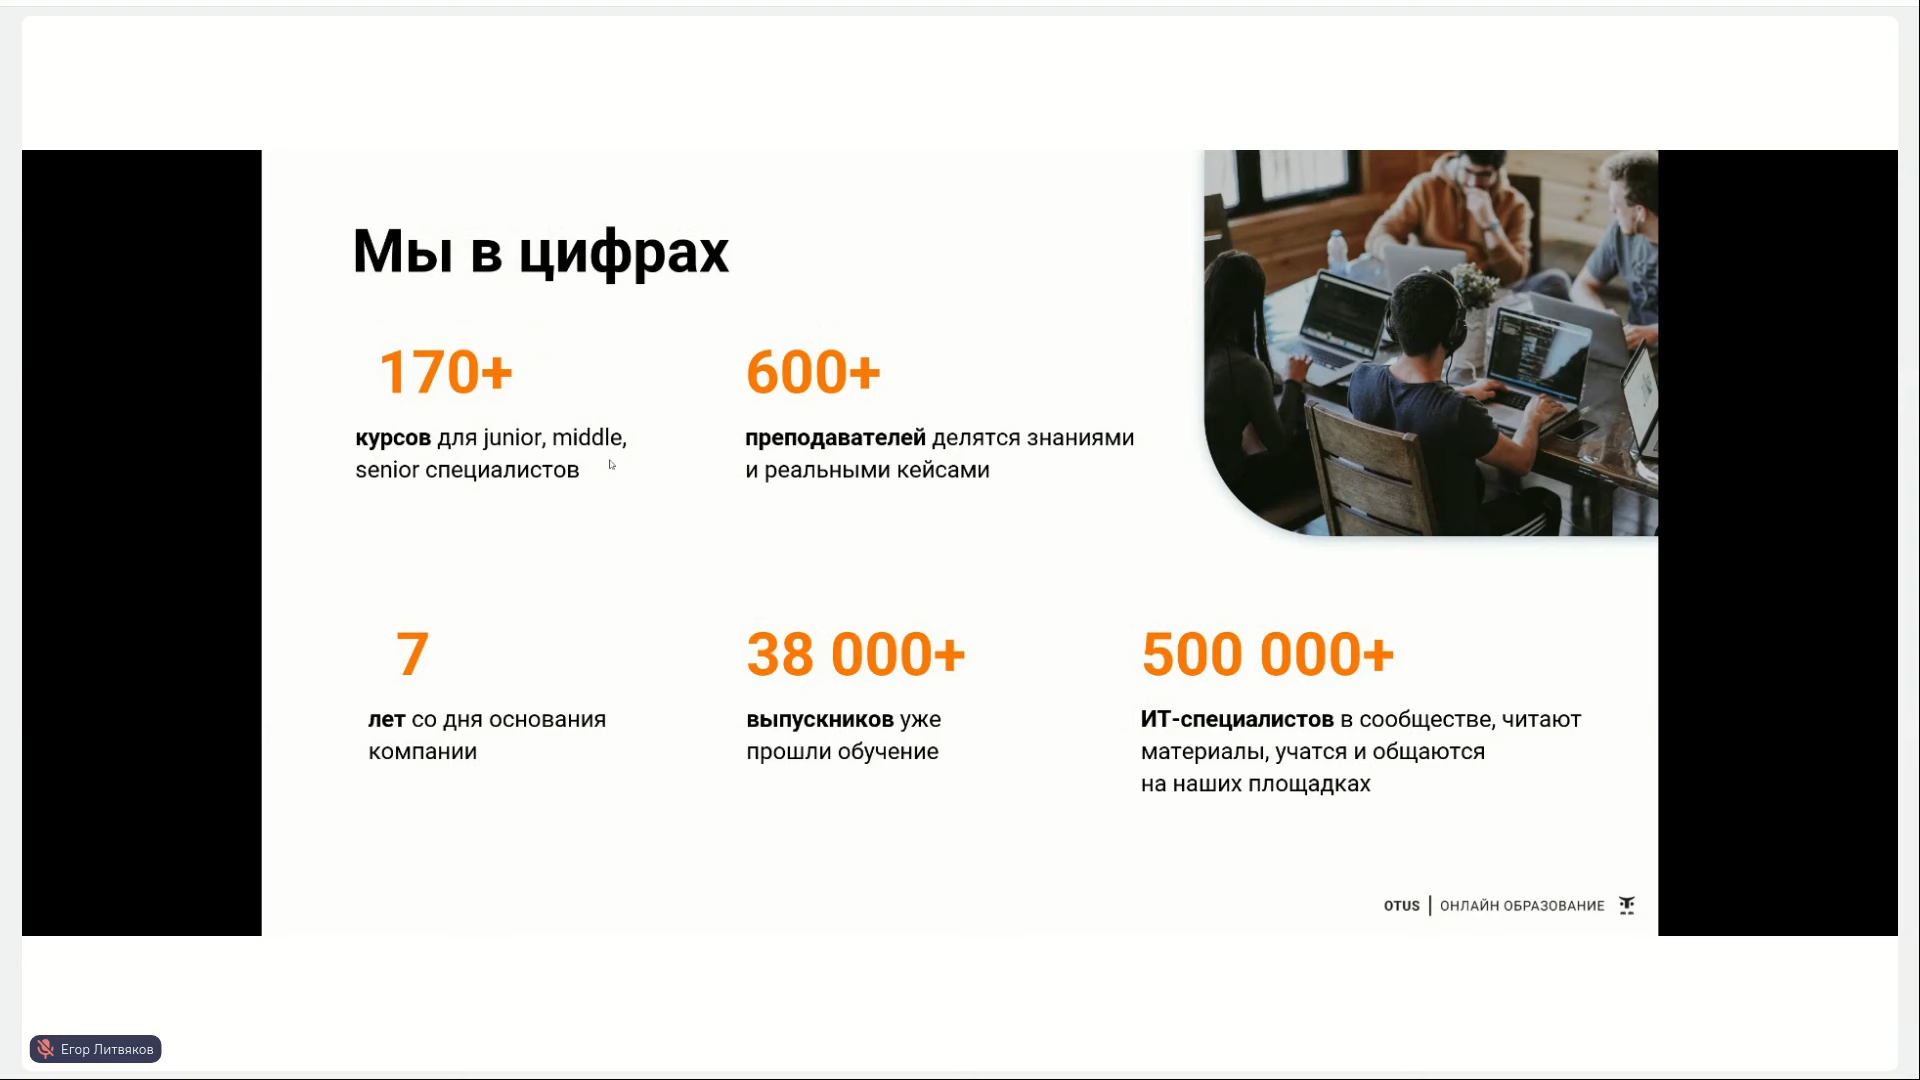 Мы в цифрах
170+
курсов для junior, middle,
senior специалистов
600+
преподавателей делятся знаниями
и реальными кейсами
7
лет со дня основания
компании
38 000+
выпускников уже
прошли обучение
500 000+
ИТ-специалистов в сообществе, читают
материалы, учатся и общаются
на наших площадках
OTUS | ОНЛАЙН ОБРАЗОВАНИЕ
Егор Литвяков